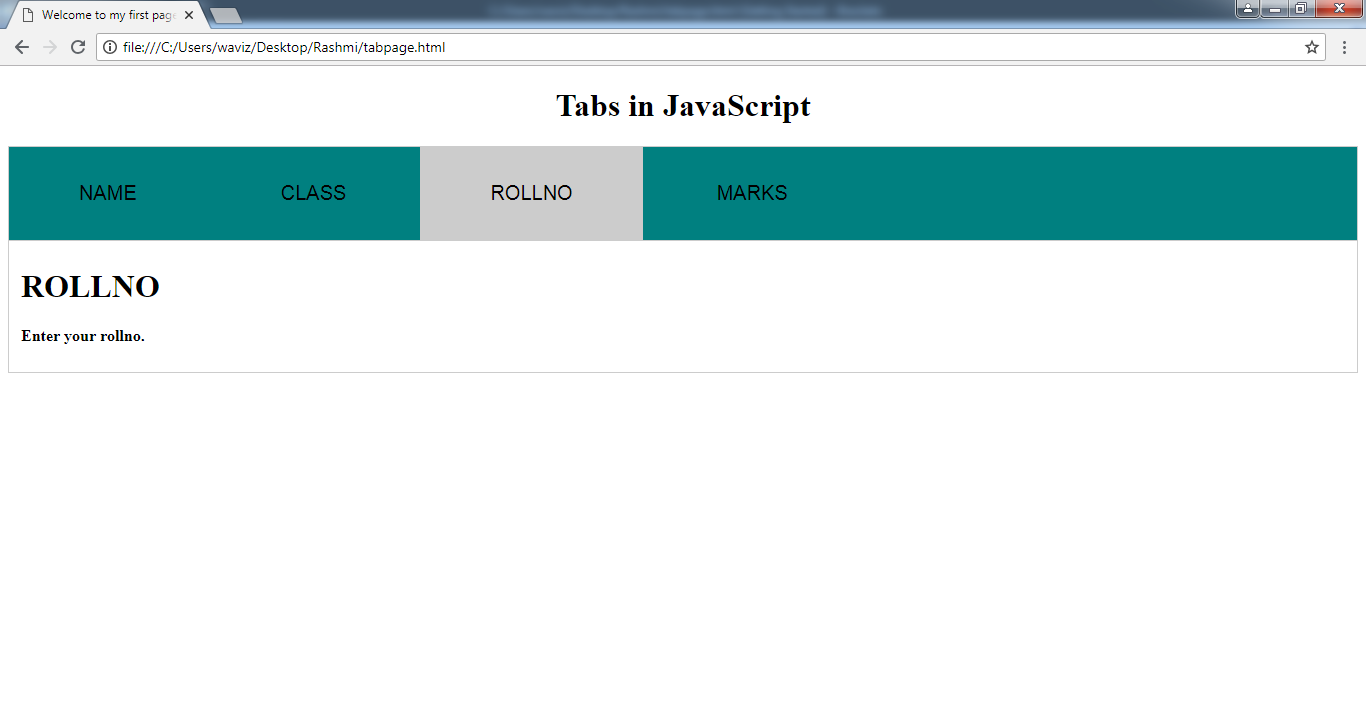 Welcome to my first page
file:///C:/Users/waviz/Desktop/Rashmi/tabpage.html
Tabs in JavaScript
NAME CLASS ROLLNO MARKS
ROLLNO
Enter your rollno.